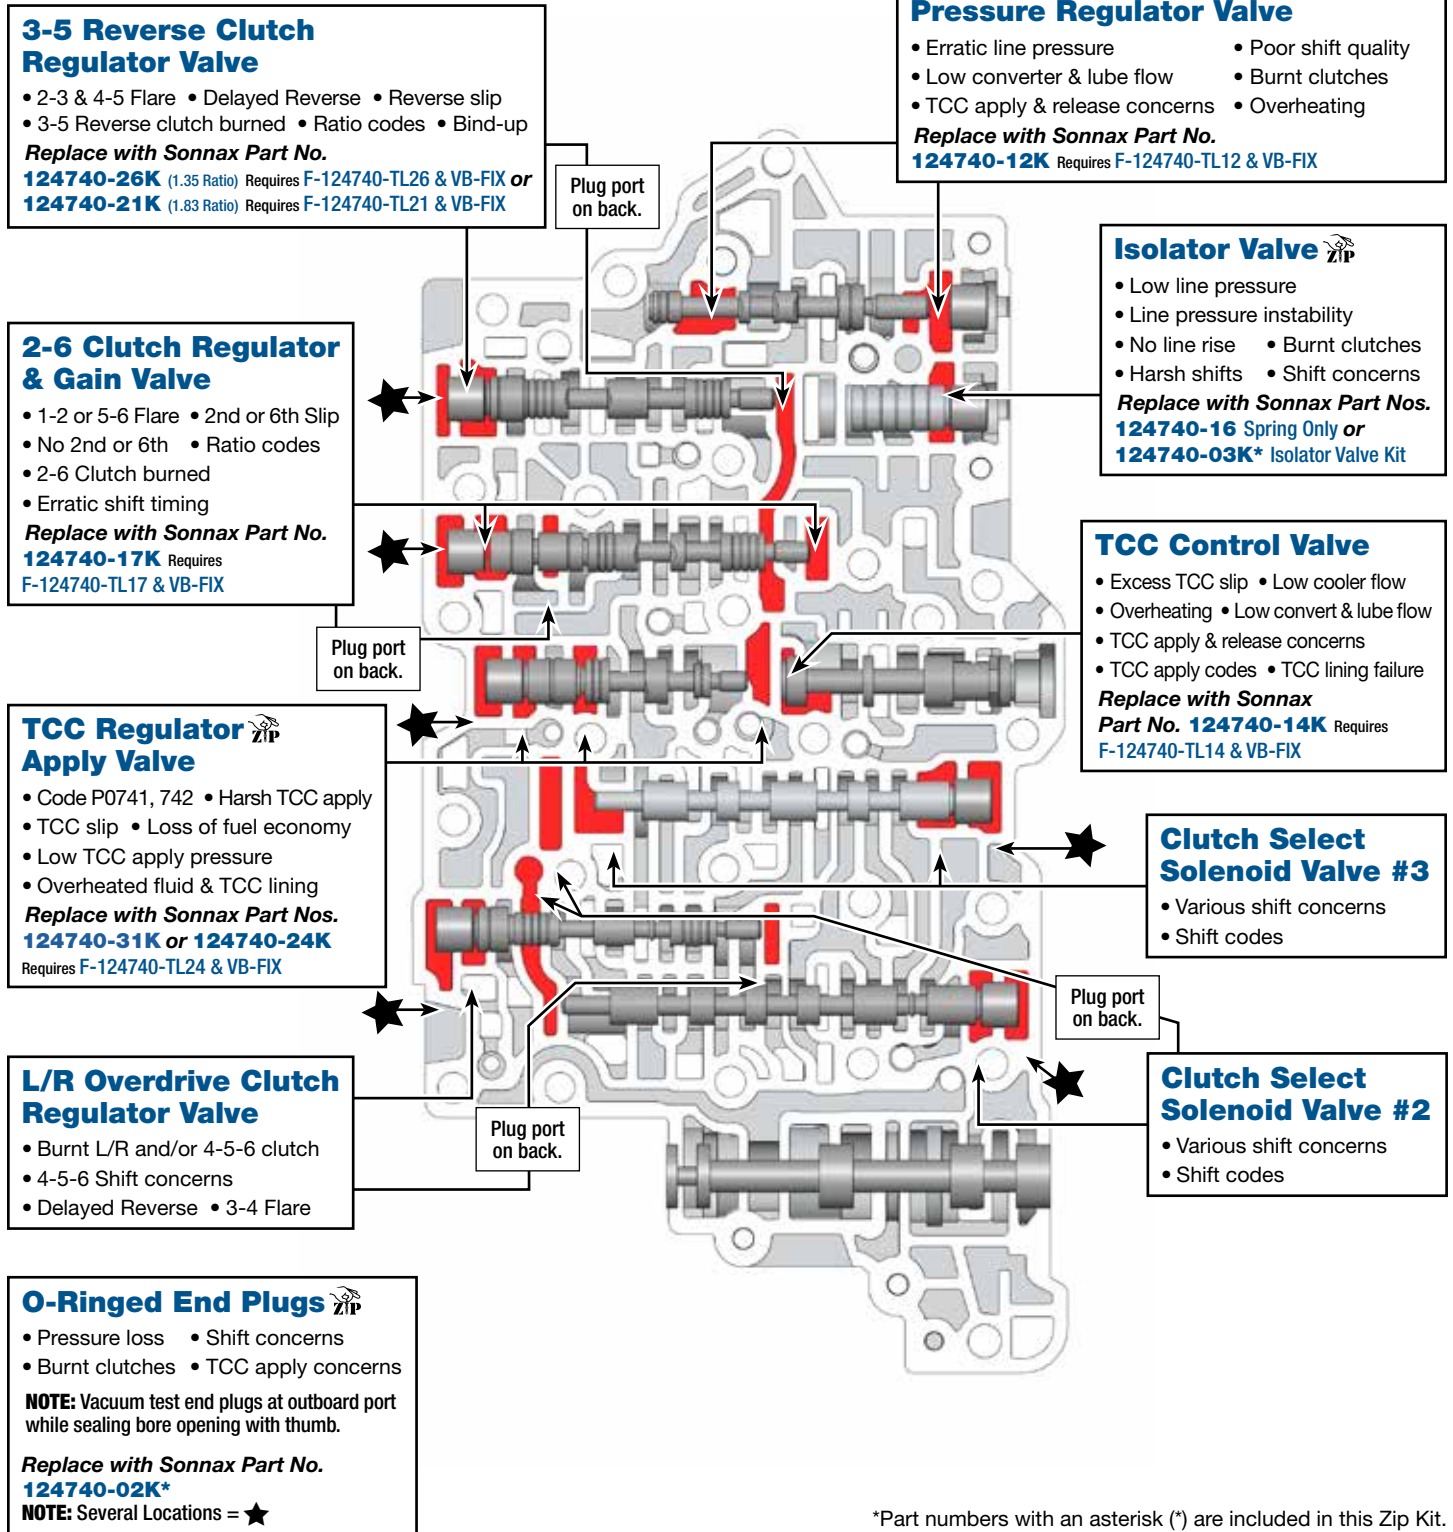 3-5 Reverse Clutch
Regulator Valve
• 2-3 & 4-5 Flare • Delayed Reverse • Reverse slip
• 3-5 Reverse clutch burned • Ratio codes • Bind-up
Replace with Sonnax Part No.
124740-26K (1.35 Ratio) Requires F-124740-TL26 & VB-FIX or
124740-21K (1.83 Ratio) Requires F-124740-TL21 & VB-FIX
Plug port
on back.
Pressure Regulator Valve
• Erratic line pressure • Poor shift quality
• Low converter & lube flow • Burnt clutches
• TCC apply & release concerns • Overheating
Replace with Sonnax Part No.
124740-12K Requires F-124740-TL12 & VB-FIX
Isolator Valve ZIP
• Low line pressure
• Line pressure instability
• No line rise • Burnt clutches
• Harsh shifts • Shift concerns
Replace with Sonnax Part Nos.
124740-16 Spring Only or
124740-03K* Isolator Valve Kit
2-6 Clutch Regulator
& Gain Valve
• 1-2 or 5-6 Flare • 2nd or 6th Slip
• No 2nd or 6th • Ratio codes
• 2-6 Clutch burned
• Erratic shift timing
Replace with Sonnax Part No.
124740-17K Requires
F-124740-TL17 & VB-FIX
Plug port
on back.
TCC Control Valve
• Excess TCC slip • Low cooler flow
• Overheating • Low convert & lube flow
• TCC apply & release concerns
• TCC apply codes • TCC lining failure
Replace with Sonnax
Part No. 124740-14K Requires
F-124740-TL14 & VB-FIX
TCC Regulator ZIP
Apply Valve
• Code P0741, 742 • Harsh TCC apply
• TCC slip • Loss of fuel economy
• Low TCC apply pressure
• Overheated fluid & TCC lining
Replace with Sonnax Part Nos.
124740-31K or 124740-24K
Requires F-124740-TL24 & VB-FIX
Clutch Select
Solenoid Valve #3
• Various shift concerns
• Shift codes
Plug port
on back.
L/R Overdrive Clutch
Regulator Valve
• Burnt L/R and/or 4-5-6 clutch
• 4-5-6 Shift concerns
• Delayed Reverse • 3-4 Flare
Plug port
on back.
Clutch Select
Solenoid Valve #2
• Various shift concerns
• Shift codes
O-Ringed End Plugs ZIP
• Pressure loss • Shift concerns
• Burnt clutches • TCC apply concerns
NOTE: Vacuum test end plugs at outboard port
while sealing bore opening with thumb.
Replace with Sonnax Part No.
124740-02K*
NOTE: Several Locations = ★
*Part numbers with an asterisk (*) are included in this Zip Kit.